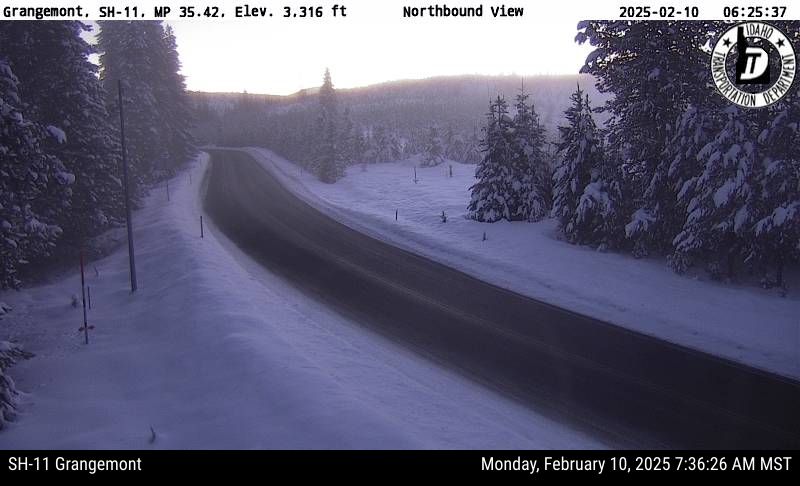 Grangemont, SH-11, MP 35.42, Elev. 3,316 ft Northbound View 2025-02-10 06:25:37
IDAHO
TRANSPORTATION DEPARTMENT
SH-11 Grangemont Monday, February 10, 2025 7:36:26 AM MST